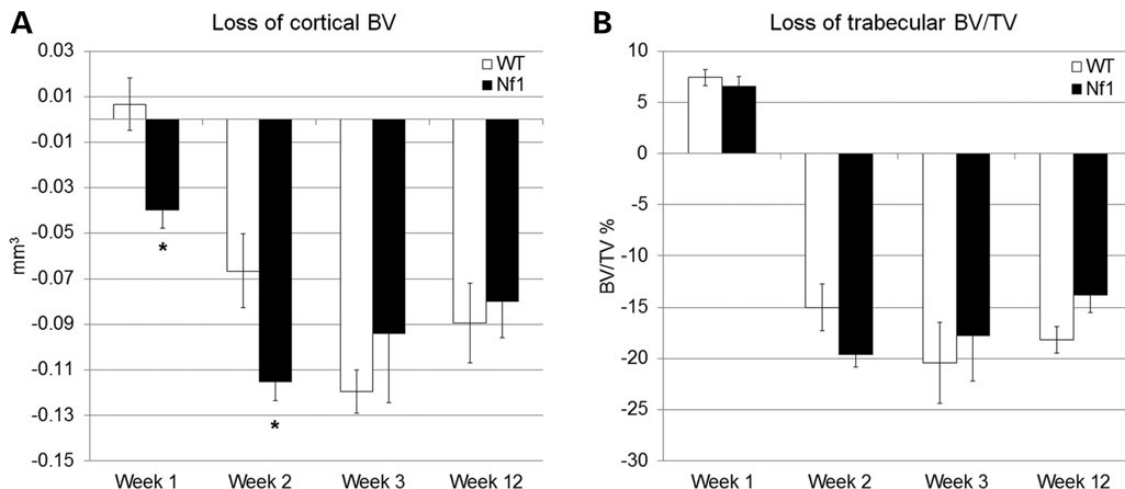 A
Loss of cortical BV
0.03
0.01
-0.01
-0.03
-0.05
-0.07
-0.09
-0.11
-0.13
-0.15
mm³
WT
Nf1
*
*
Week 1 Week 2 Week 3 Week 12
B
Loss of trabecular BV/TV
10
5
0
-5
-10
-15
-20
-25
-30
BV/TV %
WT
Nf1
Week 1 Week 2 Week 3 Week 12